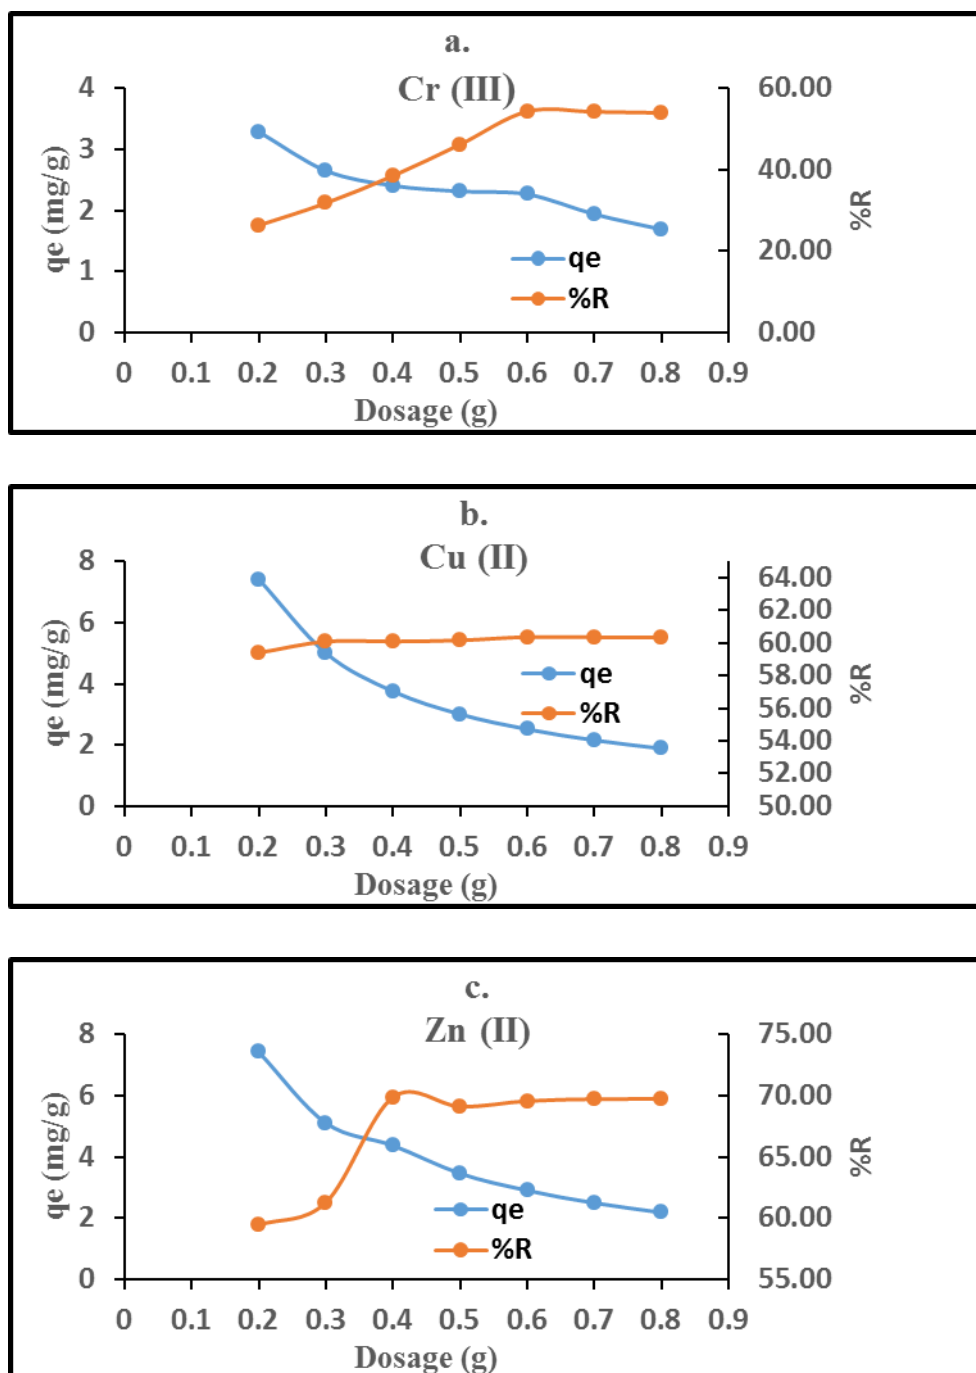 a.
Cr (III)
4 60.00
3 40.00
2 20.00
1
0 0.00
qe (mg/g)
%R
qe
%R
0 0.1 0.2 0.3 0.4 0.5 0.6 0.7 0.8 0.9
Dosage (g)
b.
Cu (II)
8 64.00
6 62.00
4 60.00
2 58.00
0 56.00
54.00
52.00
50.00
qe (mg/g)
%R
qe
%R
0 0.1 0.2 0.3 0.4 0.5 0.6 0.7 0.8 0.9
Dosage (g)
c.
Zn (II)
8 75.00
6 70.00
4 65.00
2 60.00
0 55.00
qe (mg/g)
%R
qe
%R
0 0.1 0.2 0.3 0.4 0.5 0.6 0.7 0.8 0.9
Dosage (g)